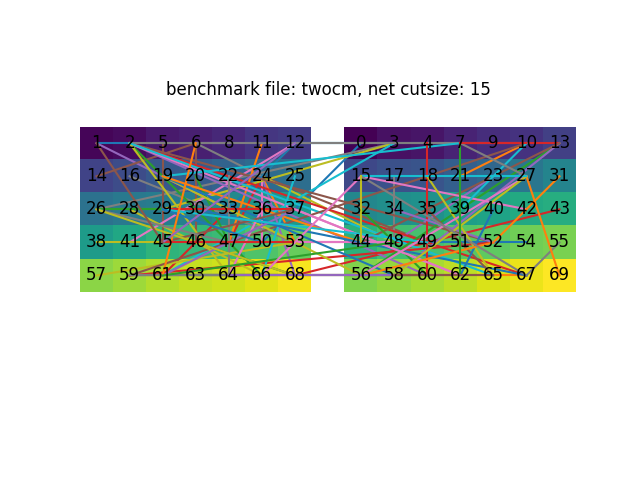 benchmark file: twocm, net cutsize: 15
1 2 5 6 8 11 12 0 3 4 7 9 10 13
14 16 19 20 22 24 25 15 17 18 21 23 27 31
26 28 29 30 33 36 37 32 34 35 39 40 42 43
38 41 45 46 47 50 53 44 48 49 51 52 54 55
57 59 61 63 64 66 68 56 58 60 62 65 67 69